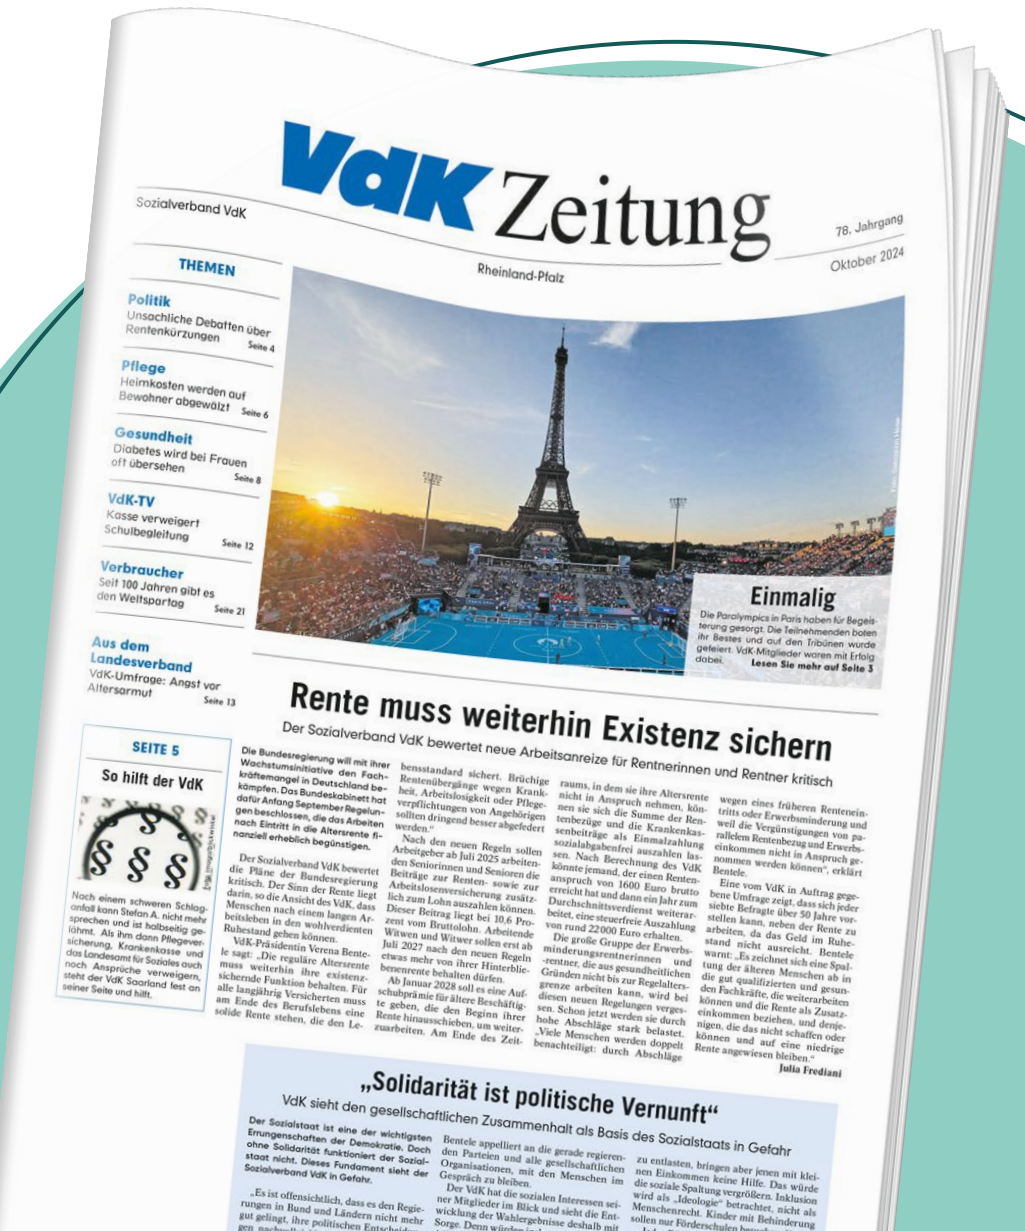 VdK Zeitung
Sozialverband VdK
Rheinland-Pfalz
78. Jahrgang
Oktober 2024
THEMEN
Politik
Unsachliche Debatten über
Rentenkürzungen Seite 4
Pflege
Heimkosten werden auf
Bewohner abgewälzt Seite 6
Gesundheit
Diabetes wird bei Frauen
oft übersehen Seite 8
VdK-TV
Kasse verweigert
Schulbegleitung Seite 12
Verbraucher
Seit 100 Jahren gibt es
den Weltspartag Seite 21
Aus dem
Landesverband
VdK-Umfrage: Angst vor
Altersarmut Seite 13
Einmalig
Die Paralympics in Paris haben für Begeis-
terung gesorgt. Die Teilnehmenden boten
ihr Bestes und auf den Tribünen wurde
gefeiert. VdK-Mitglieder waren mit Erfolg
dabei. Lesen Sie mehr auf Seite 3
SEITE 5
So hilft der VdK
§ § § § §
Nach einem schweren Schlag-
anfall kann Stefan A. nicht mehr
sprechen und ist halbseitig ge-
lähmt. Als ihm dann Pflegever-
sicherung, Krankenkasse und
das Landesamt für Soziales auch
noch Ansprüche verweigern,
steht der VdK Saarland fest an
seiner Seite und hilft.
Rente muss weiterhin Existenz sichern
Der Sozialverband VdK bewertet neue Arbeitsanreize für Rentnerinnen und Rentner kritisch
Die Bundesregierung will mit ihrer
Wachstumsinitiative den Fach-
kräftemangel in Deutschland be-
kämpfen. Das Bundeskabinett hat
dafür Anfang September Regelun-
gen beschlossen, die das Arbeiten
nach Eintritt in die Altersrente fi-
nanziell erheblich begünstigen.
Der Sozialverband VdK bewertet
die Pläne der Bundesregierung
kritisch. Der Sinn der Rente liegt
darin, so die Ansicht des VdK, dass
Menschen nach einem langen Ar-
beitsleben in den wohlverdienten
Ruhestand gehen können.
VdK-Präsidentin Verena Bente-
le sagt: „Die reguläre Altersrente
muss weiterhin ihre existenz-
sichernde Funktion behalten. Für
alle langjährig Versicherten muss
am Ende des Berufslebens eine
solide Rente stehen, die den Le-
bensstandard sichert. Brüchige
Rentenübergänge wegen Krank-
heit, Arbeitslosigkeit oder Pflege-
verpflichtungen von Angehörigen
sollten dringend besser abgefedert
werden.“
Nach den neuen Regeln sollen
Arbeitgeber ab Juli 2025 arbeiten-
den Seniorinnen und Senioren die
Beiträge zur Renten- sowie zur
Arbeitslosenversicherung zusätz-
lich zum Lohn auszahlen können.
Dieser Beitrag liegt bei 10,6 Pro-
zent vom Bruttolohn. Arbeitende
Witwen und Witwer sollen erst ab
Juli 2027 nach den neuen Regeln
etwas mehr von ihrer Hinterblie-
benenrente behalten dürfen.
Ab Januar 2028 soll es eine Auf-
schubprämie für ältere Beschäftig-
te geben, die den Beginn ihrer
Rente hinausschieben, um weiter-
zuarbeiten. Am Ende des Zeit-
raums, in dem sie ihre Altersrente
nicht in Anspruch nehmen, kön-
nen sie sich die Summe der Ren-
tenbezüge und die Krankenkas-
senbeiträge als Einmalzahlung
sozialabgabenfrei auszahlen las-
sen. Nach Berechnung des VdK
könnte jemand, der einen Renten-
anspruch von 1600 Euro brutto
erreicht hat und dann ein Jahr zum
Durchschnittsverdienst weiterar-
beitet, eine steuerfreie Auszahlung
von rund 22000 Euro erhalten.
Die große Gruppe der Erwerbs-
minderungsrentnerinnen und
-rentner, die aus gesundheitlichen
Gründen nicht bis zur Regelalters-
grenze arbeiten kann, wird bei
diesen neuen Regelungen verges-
sen. Schon jetzt werden sie durch
hohe Abschläge stark belastet.
„Viele Menschen werden doppelt
benachteiligt: durch Abschläge
wegen eines früheren Rentenein-
tritts oder Erwerbsminderung und
weil die Vergünstigungen von pa-
rallelem Rentenbezug und Erwerbs-
einkommen nicht in Anspruch ge-
nommen werden können“, erklärt
Bentele.
Eine vom VdK in Auftrag gege-
bene Umfrage zeigt, dass sich jeder
siebte Befragte über 50 Jahre vor-
stellen kann, neben der Rente zu
arbeiten, da das Geld im Ruhe-
stand nicht ausreicht. Bentele
warnt: „Es zeichnet sich eine Spal-
tung der älteren Menschen ab in
die gut qualifizierten und gesun-
den Fachkräfte, die weiterarbeiten
können und die Rente als Zusatz-
einkommen beziehen, und denje-
nigen, die das nicht schaffen oder
können und auf eine niedrige
Rente angewiesen bleiben.“
Julia Frediani
„Solidarität ist politische Vernunft“
VdK sieht den gesellschaftlichen Zusammenhalt als Basis des Sozialstaats in Gefahr
Der Sozialstaat ist eine der wichtigsten
Errungenschaften der Demokratie. Doch
ohne Solidarität funktioniert der Sozial-
staat nicht. Dieses Fundament sieht der
Sozialverband VdK in Gefahr.
„Es ist offensichtlich, dass es den Regie-
rungen in Bund und Ländern nicht mehr
gut gelingt, ihre politischen Entscheidun-
Bentele appelliert an die gerade regieren-
den Parteien und alle gesellschaftlichen
Organisationen, mit den Menschen im
Gespräch zu bleiben.
Der VdK hat die sozialen Interessen sei-
ner Mitglieder im Blick und sieht die Ent-
wicklung der Wahlergebnisse deshalb mit
Sorge. Denn würden
zu entlasten, bringen aber jenen mit klei-
nen Einkommen keine Hilfe. Das würde
die soziale Spaltung vergrößern. Inklusion
wird als „Ideologie“ betrachtet, nicht als
Menschenrecht. Kinder mit Behinderung
sollen nur Förderschulen